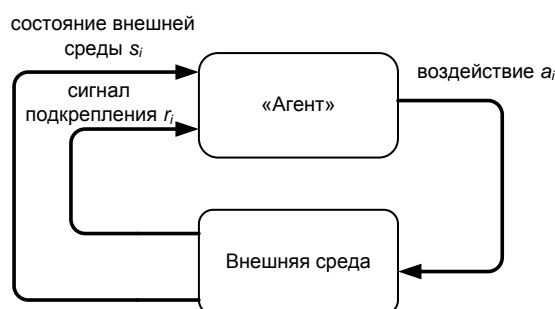 состояние внешней
среды sᵢ
сигнал
подкрепления rᵢ
«Агент»
воздействие aᵢ
Внешняя среда